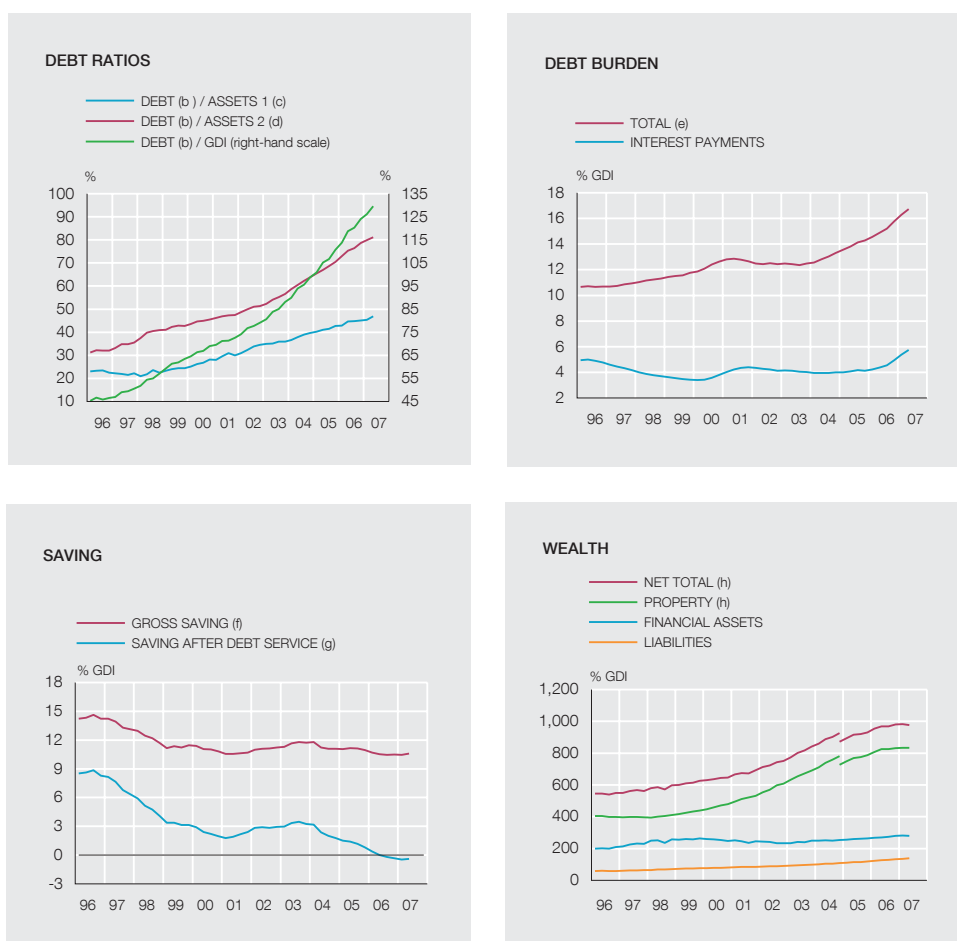 DEBT RATIOS
DEBT (b ) / ASSETS 1 (c)
DEBT (b) / ASSETS 2 (d)
DEBT (b) / GDI (right-hand scale)
% %
100 135
90 125
80 115
70 105
60 95
50 85
40 75
30 65
20 55
10 45
96 97 98 99 00 01 02 03 04 05 06 07
DEBT BURDEN
TOTAL (e)
INTEREST PAYMENTS
% GDI
18
16
14
12
10
8
6
4
2
96 97 98 99 00 01 02 03 04 05 06 07
SAVING
GROSS SAVING (f)
SAVING AFTER DEBT SERVICE (g)
% GDI
18
15
12
9
6
3
0
-3
96 97 98 99 00 01 02 03 04 05 06 07
WEALTH
NET TOTAL (h)
PROPERTY (h)
FINANCIAL ASSETS
LIABILITIES
% GDI
1,200
1,000
800
600
400
200
0
96 97 98 99 00 01 02 03 04 05 06 07